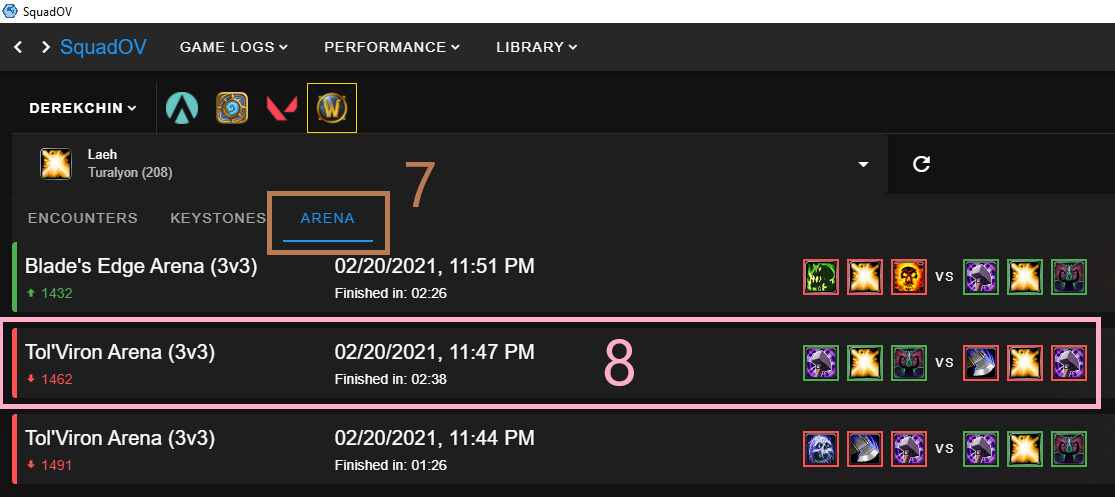 SquadOV
SquadOV GAME LOGS PERFORMANCE LIBRARY
DEREKCHIN
Laeh
Turalyon (208)
7
ENCOUNTERS KEYSTONES ARENA
Blade's Edge Arena (3v3) 02/20/2021, 11:51 PM
1432 Finished in: 02:26 VS
Tol'Viron Arena (3v3) 02/20/2021, 11:47 PM 8
1462 Finished in: 02:38 VS
Tol'Viron Arena (3v3) 02/20/2021, 11:44 PM
1491 Finished in: 01:26 VS